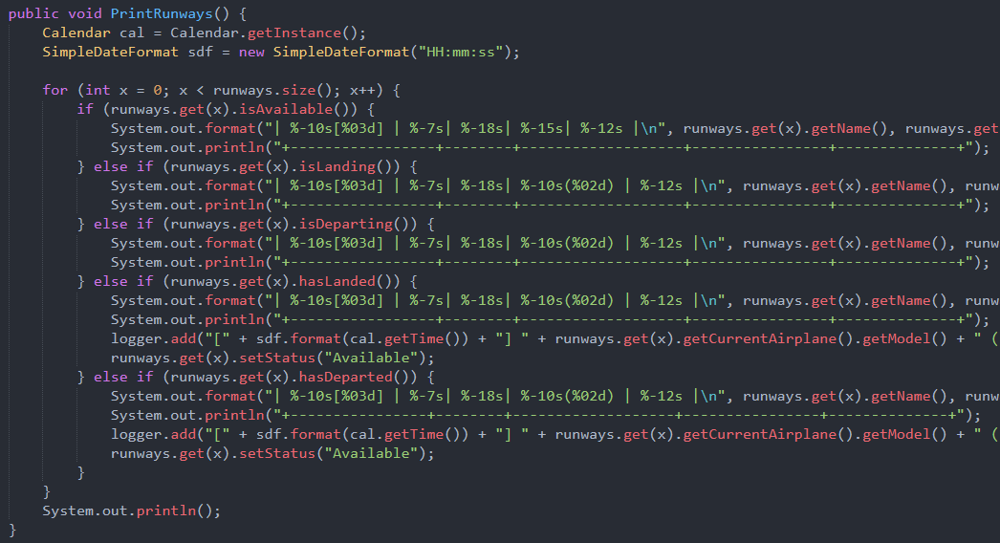 public void PrintRunways() {
    Calendar cal = Calendar.getInstance();
    SimpleDateFormat sdf = new SimpleDateFormat("HH:mm:ss");
    for (int x = 0; x < runways.size(); x++) {
        if (runways.get(x).isAvailable()) {
            System.out.format("| %-10s[%03d] | %-7s| %-18s| %-15s| %-12s |\n", runways.get(x).getName(), runways.get
            System.out.println("+-----------------+--------+-------------------+----------------+--------------+");
        } else if (runways.get(x).isLanding()) {
            System.out.format("| %-10s[%03d] | %-7s| %-18s| %-10s(%02d) | %-12s |\n", runways.get(x).getName(), runw
            System.out.println("+-----------------+--------+-------------------+----------------+--------------+");
        } else if (runways.get(x).isDeparting()) {
            System.out.format("| %-10s[%03d] | %-7s| %-18s| %-10s(%02d) | %-12s |\n", runways.get(x).getName(), runw
            System.out.println("+-----------------+--------+-------------------+----------------+--------------+");
        } else if (runways.get(x).hasLanded()) {
            System.out.format("| %-10s[%03d] | %-7s| %-18s| %-10s(%02d) | %-12s |\n", runways.get(x).getName(), runw
            System.out.println("+-----------------+--------+-------------------+----------------+--------------+");
            logger.add("[" + sdf.format(cal.getTime()) + "] " + runways.get(x).getCurrentAirplane().getModel() + " (
            runways.get(x).setStatus("Available");
        } else if (runways.get(x).hasDeparted()) {
            System.out.format("| %-10s[%03d] | %-7s| %-18s| %-10s(%02d) | %-12s |\n", runways.get(x).getName(), runw
            System.out.println("+----------------+--------+-------------------+----------------+--------------+");
            logger.add("[" + sdf.format(cal.getTime()) + "] " + runways.get(x).getCurrentAirplane().getModel() + " (
            runways.get(x).setStatus("Available");
        }
    }
    System.out.println();
}